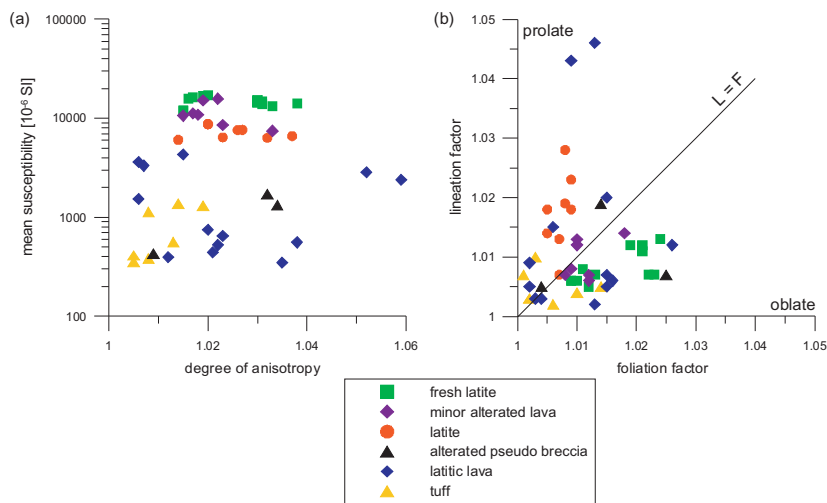 (a)
100000
10000
1000
100
mean susceptibility [10⁻⁶ SI]
1
1.02
1.04
1.06
degree of anisotropy
(b)
1.05
1.04
1.03
1.02
1.01
1
lineation factor
prolate
L = F
oblate
1
1.01
1.02
1.03
1.04
1.05
foliation factor
fresh latite
minor alterated lava
latite
alterated pseudo breccia
latitic lava
tuff